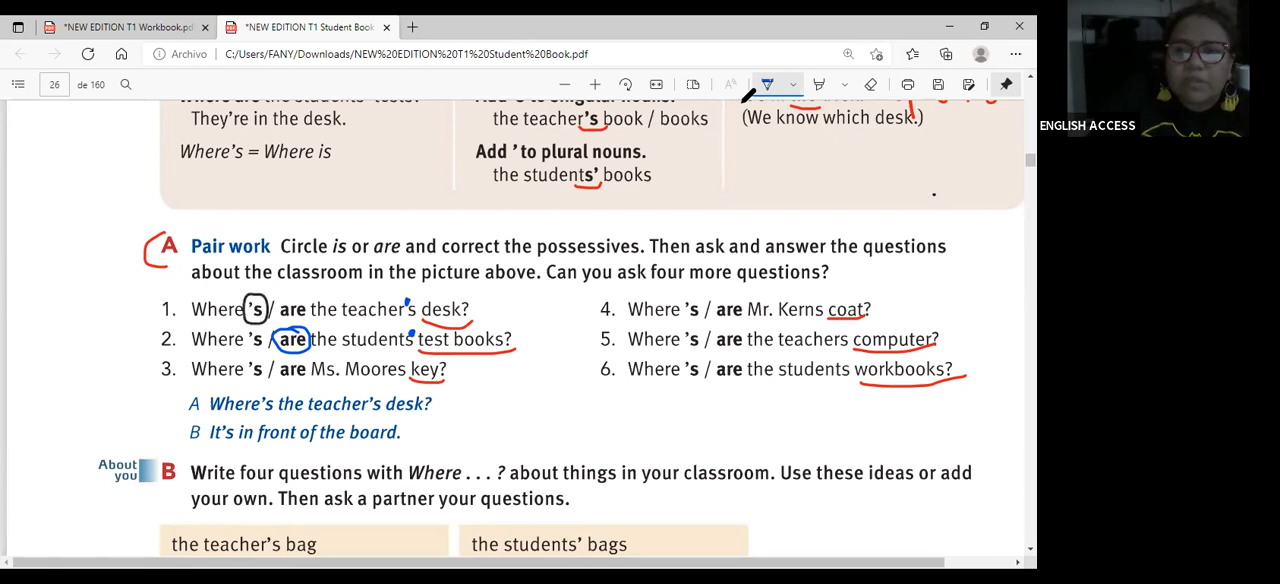 *NEW EDITION T1 Workbook.pd
*NEW EDITION T1 Student Book
Archivo
C:/Users/FANY/Downloads/NEW%20EDITION%20T1%20Student%20Book.pdf
26
de 160
They're in the desk.
Where's = Where is
the teacher's book / books
Add ' to plural nouns.
the students' books
(We know which desk.)
A Pair work Circle is or are and correct the possessives. Then ask and answer the questions
about the classroom in the picture above. Can you ask four more questions?
1. Where 's / are the teacher's desk?
2. Where 's / are the students' test books?
3. Where 's / are Ms. Moores key?
4. Where 's / are Mr. Kerns coat?
5. Where 's / are the teachers computer?
6. Where 's / are the students workbooks?
A Where's the teacher's desk?
B It's in front of the board.
About
you
B Write four questions with Where . . . ? about things in your classroom. Use these ideas or add
your own. Then ask a partner your questions.
the teacher's bag
the students' bags
ENGLISH ACCESS